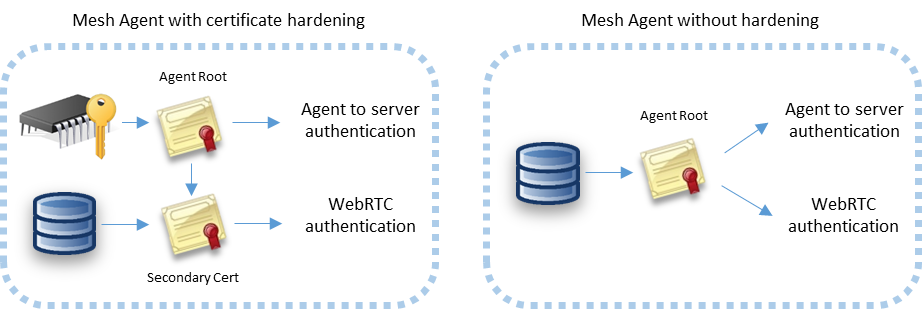 Mesh Agent with certificate hardening
Agent Root
Agent to server
authentication
WebRTC
authentication
Secondary Cert
Mesh Agent without hardening
Agent Root
Agent to server
authentication
WebRTC
authentication